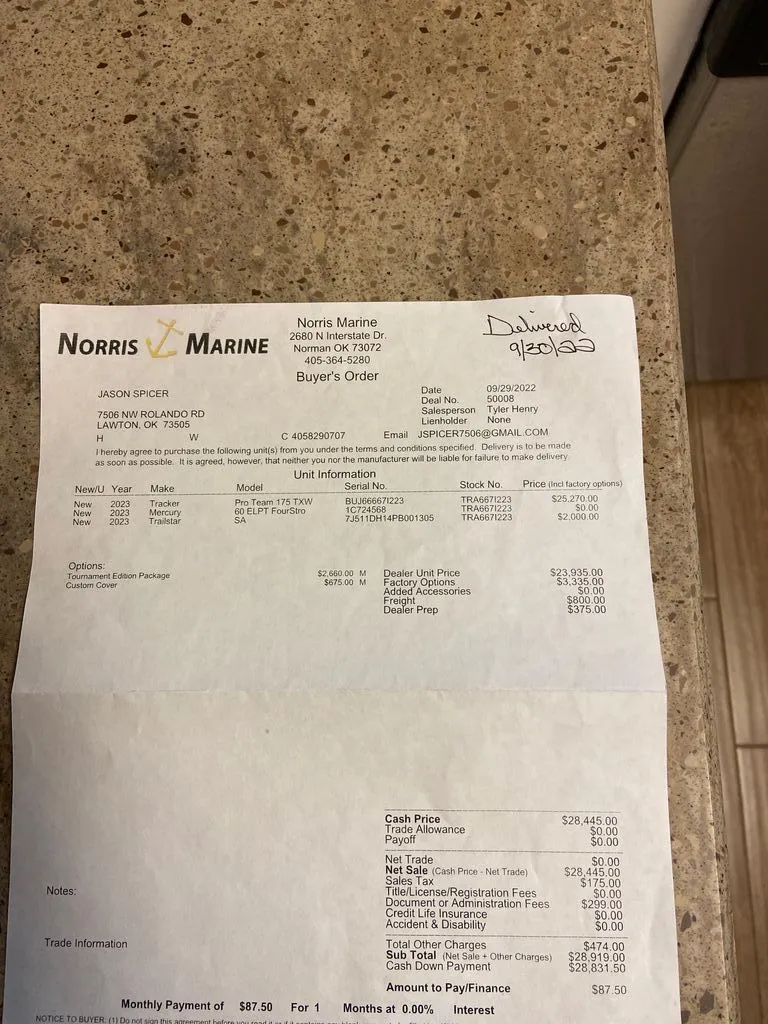 NORRIS MARINE
Norris Marine
2680 N Interstate Dr.
Norman OK 73072
405-364-5280
Buyer's Order
Delivered
9/30/22
JASON SPICER
7506 NW ROLANDO RD
LAWTON, OK 73505
H W C 4058290707 Email JSPICER7506@GMAIL.COM
Date 09/29/2022
Deal No. 50008
Salesperson Tyler Henry
Lienholder None
I hereby agree to purchase the following unit(s) from you under the terms and conditions specified. Delivery is to be made
as soon as possible. It is agreed, however, that neither you nor the manufacturer will be liable for failure to make delivery.
Unit Information
New/U Year Make Model Serial No. Stock No. Price (Incl factory options)
New 2023 Tracker Pro Team 175 TXW BUJ66667I223 TRA667I223 $25,270.00
New 2023 Mercury 60 ELPT FourStro 1C724568 TRA667I223 $0.00
New 2023 Trailstar SA 7J511DH14PB001305 TRA667I223 $2,000.00
Options:
Tournament Edition Package $2,660.00 M
Custom Cover $675.00 M
Dealer Unit Price $23,935.00
Factory Options $3,335.00
Added Accessories $0.00
Freight $800.00
Dealer Prep $375.00
Cash Price $28,445.00
Trade Allowance $0.00
Payoff $0.00
Net Trade $0.00
Net Sale (Cash Price - Net Trade) $28,445.00
Sales Tax $175.00
Title/License/Registration Fees $0.00
Document or Administration Fees $299.00
Credit Life Insurance $0.00
Accident & Disability $0.00
Notes:
Trade Information
Total Other Charges $474.00
Sub Total (Net Sale + Other Charges) $28,919.00
Cash Down Payment $28,831.50
Amount to Pay/Finance $87.50
Monthly Payment of $87.50 For 1 Months at 0.00% Interest
NOTICE TO BUYER: (1) Do not sign this agreement before you read it or if it contains any blank